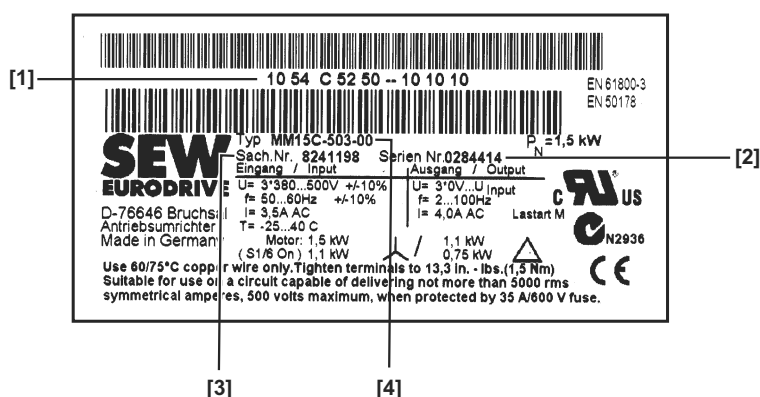 [1] 10 54 C 52 50 -- 10 10 10
EN 61800-3
EN 50178
SEW
EURODRIVE
D-76646 Bruchsal
Antriebsumrichter
Made in Germany
Typ MM15C-503-00
P N =1,5 kW
Sach.Nr. 8241198 Serien Nr.0284414 [2]
Eingang / Input
U= 3*380...500V +/-10%
f= 50...60Hz +/-10%
I= 3,5A AC
T= -25...40 C
Motor: 1,5 kW
(S1/6 On) 1,1 kW
Ausgang / Output
U= 3*0V...U Input
f= 2...100Hz
I= 4,0A AC Lastart M
/ 1,1 kW
0,75 kW
C RU US
N2936
CE
Use 60/75°C copper wire only.Tighten terminals to 13,3 in. - lbs.(1,5 Nm)
Suitable for use on a circuit capable of delivering not more than 5000 rms
symmetrical amperes, 500 volts maximum, when protected by 35 A/600 V fuse.
[3] [4]